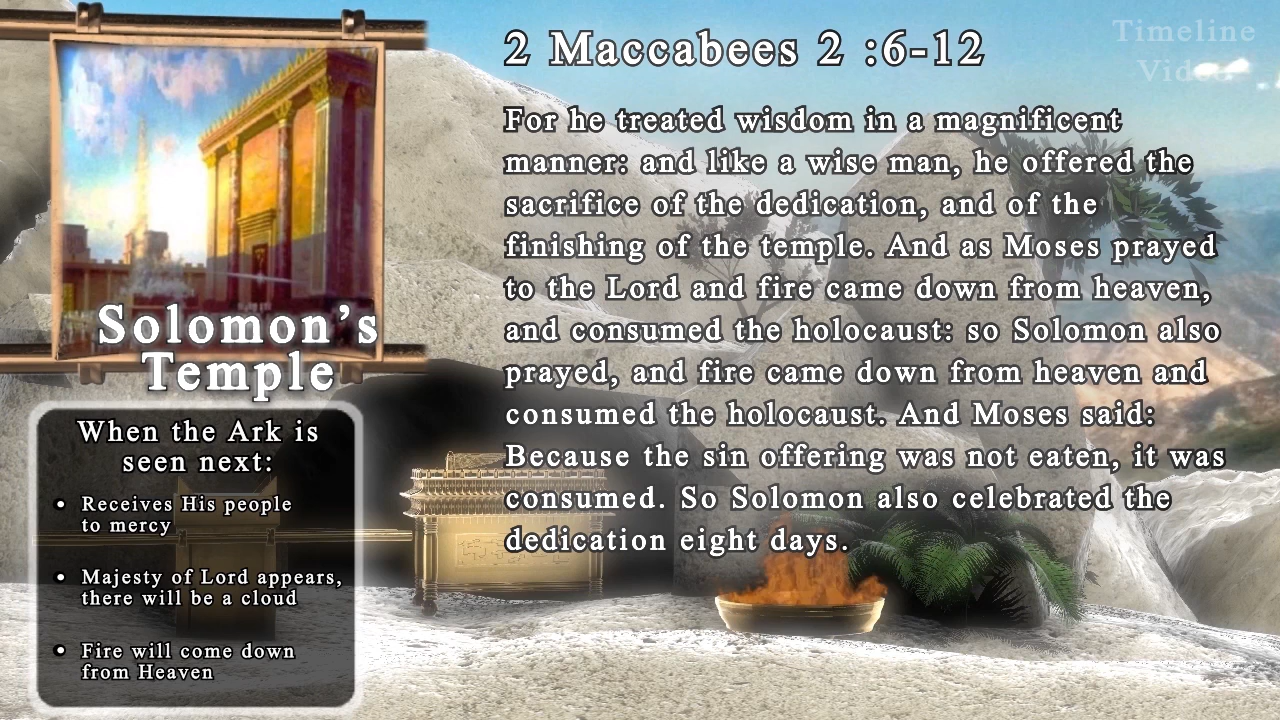 Timeline
Video
2 Maccabees 2 :6-12
For he treated wisdom in a magnificent
manner: and like a wise man, he offered the
sacrifice of the dedication, and of the
finishing of the temple. And as Moses prayed
to the Lord and fire came down from heaven,
and consumed the holocaust: so Solomon also
prayed, and fire came down from heaven and
consumed the holocaust. And Moses said:
Because the sin offering was not eaten, it was
consumed. So Solomon also celebrated the
dedication eight days.
Solomon's
Temple
When the Ark is
seen next:
• Receives His people
to mercy
• Majesty of Lord appears,
there will be a cloud
• Fire will come down
from Heaven